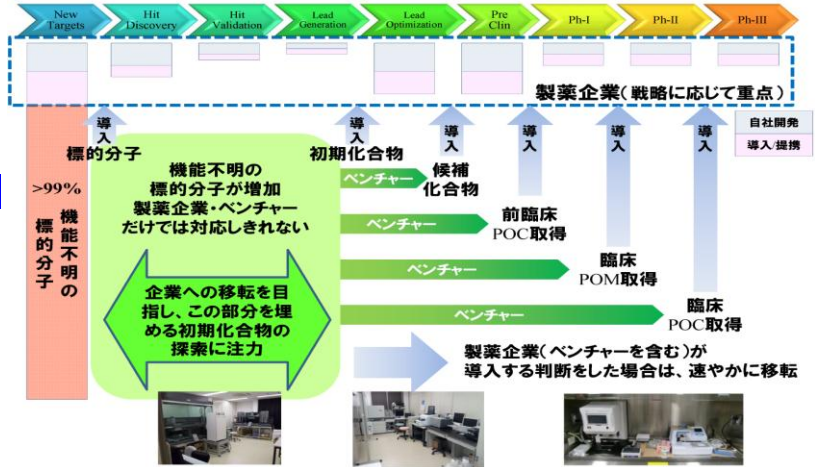 New
Targets
Hit
Discovery
Hit
Validation
Lead
Generation
Lead
Optimization
Pre
Clin
Ph-I
Ph-II
Ph-III
製薬企業(戦略に応じて重点)
自社開発
導入/提携
導入
標的分子
導入
初期化合物
導入
候補
化合物
導入
前臨床
POC取得
導入
臨床
POM取得
導入
臨床
POC取得
>99%
機能不明の
標的分子
機能不明の
標的分子が増加
製薬企業・ベンチャー
だけでは対応しきれない
ベンチャー
ベンチャー
ベンチャー
ベンチャー
企業への移転を目
指し、この部分を埋
める初期化合物の
探索に注力
製薬企業(ベンチャーを含む)が
導入する判断をした場合は、速やかに移転